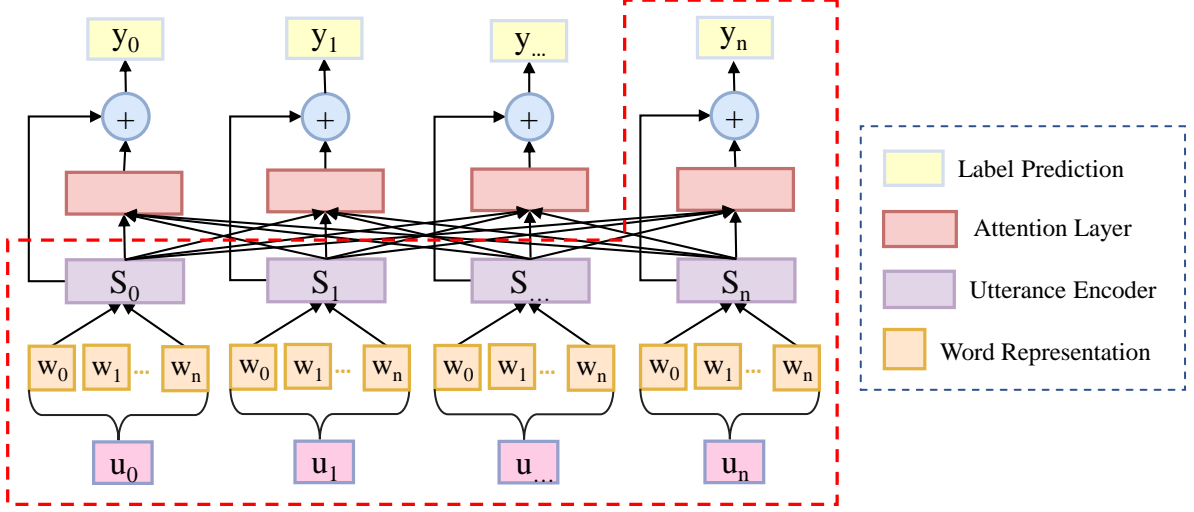 y0 y1 y... yn
+ + + +
Label Prediction
Attention Layer
S0 S1 S... Sn
Utterance Encoder
w0 w1 ... wn w0 w1 ... wn w0 w1 ... wn w0 w1 ... wn
Word Representation
u0 u1 u... un